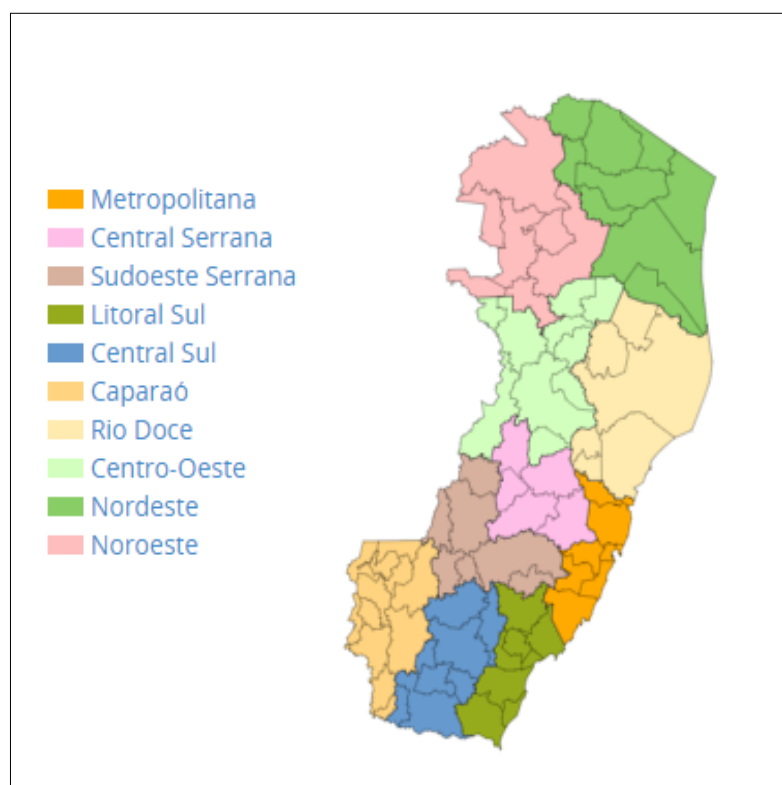 Metropolitana
Central Serrana
Sudoeste Serrana
Litoral Sul
Central Sul
Caparaó
Rio Doce
Centro-Oeste
Nordeste
Noroeste